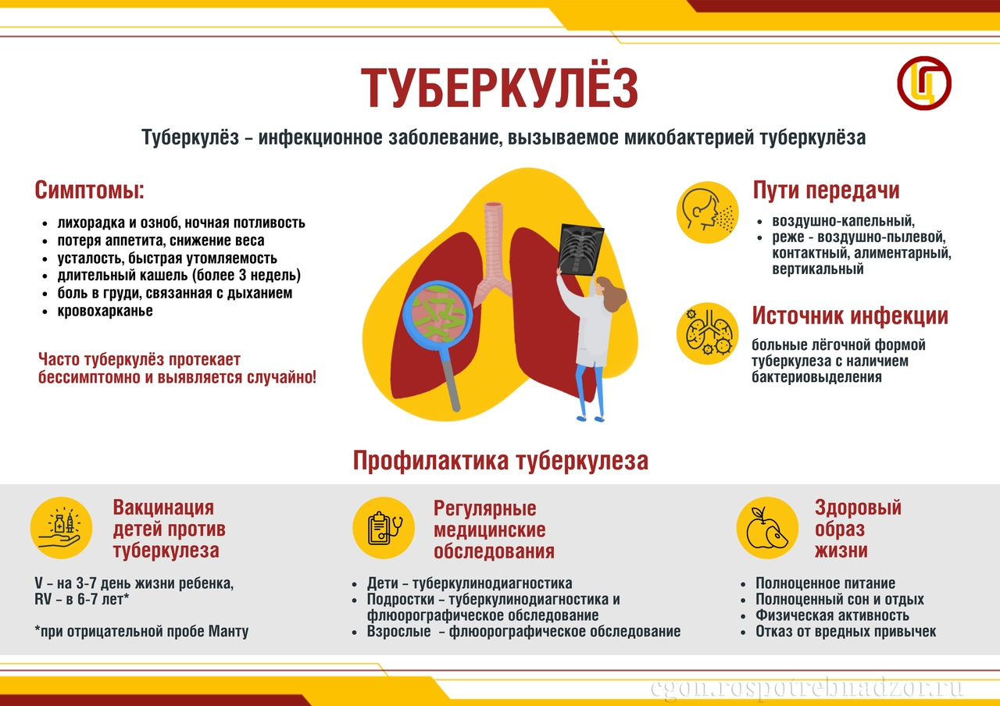 ТУБЕРКУЛЁЗ
Туберкулёз – инфекционное заболевание, вызываемое микобактерией туберкулёза
Симптомы:
• лихорадка и озноб, ночная потливость
• потеря аппетита, снижение веса
• усталость, быстрая утомляемость
• длительный кашель (более 3 недель)
• боль в груди, связанная с дыханием
• кровохарканье
Часто туберкулёз протекает
бессимптомно и выявляется случайно!
Пути передачи
• воздушно-капельный,
• реже - воздушно-пылевой,
контактный, алиментарный,
вертикальный
Источник инфекции
больные лёгочной формой
туберкулеза с наличием
бактериовыделения
Профилактика туберкулеза
Вакцинация
детей против
туберкулеза
V – на 3-7 день жизни ребенка,
RV – в 6-7 лет*
*при отрицательной пробе Манту
Регулярные
медицинские
обследования
• Дети – туберкулинодиагностика
• Подростки – туберкулинодиагностика и
флюорографическое обследование
• Взрослые – флюорографическое обследование
Здоровый
образ
жизни
• Полноценное питание
• Полноценный сон и отдых
• Физическая активность
• Отказ от вредных привычек
cgon.rospotrebnadzor.ru